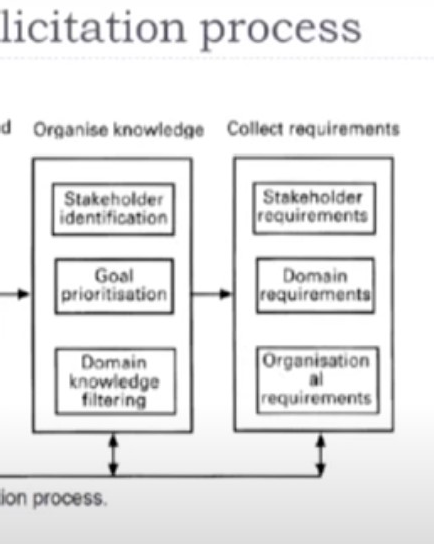 licitation process
d Organise knowledge Collect requirements
Stakeholder
identification
Goal
prioritisation
Domain
knowledge
filtering
Stakeholder
requirements
Domain
requirements
Organisation
al
requirements
ion process.